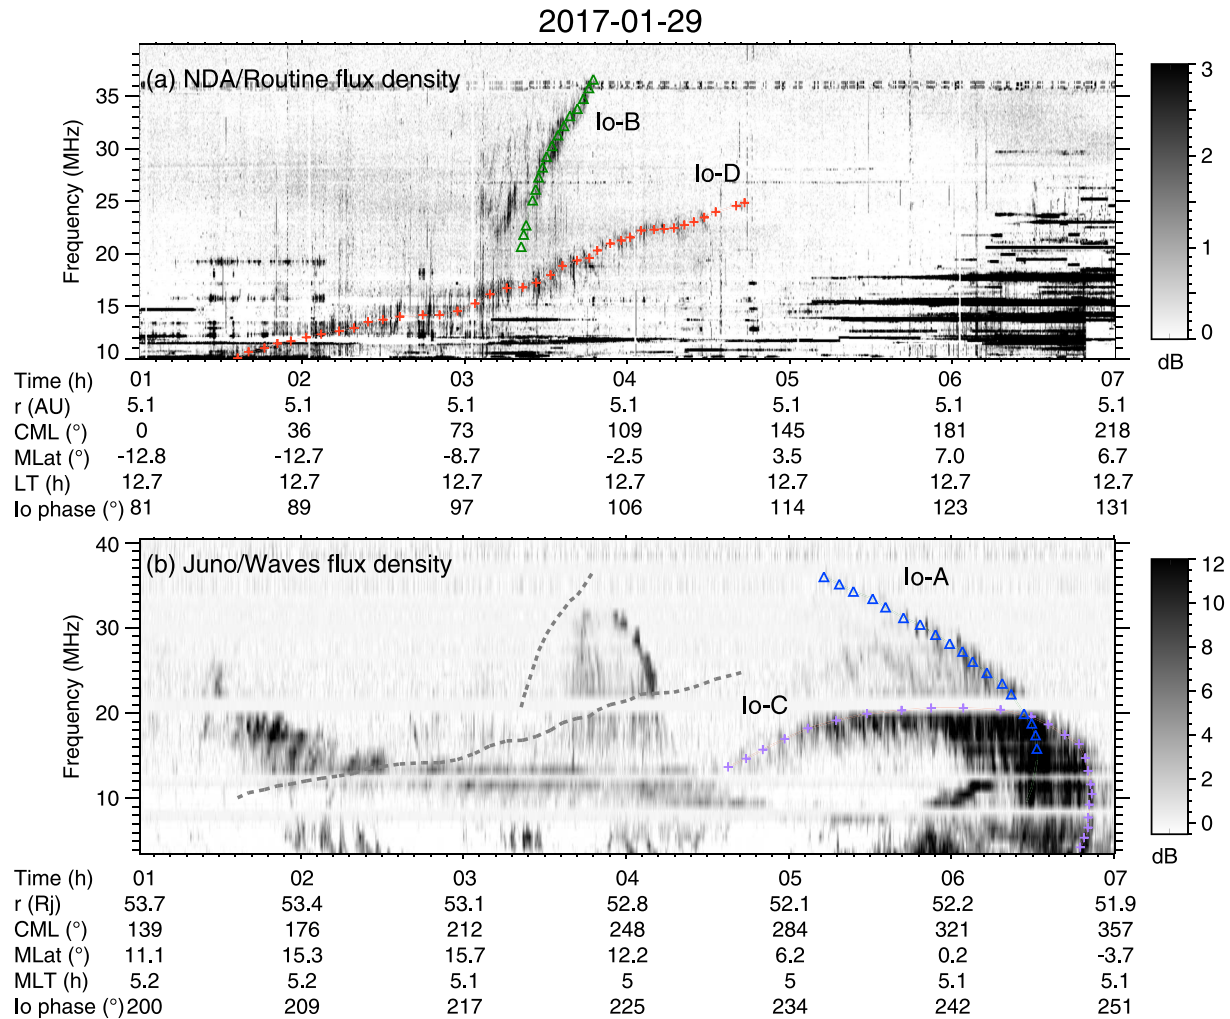 2017-01-29
(a) NDA/Routine flux density
Io-B
Io-D
Frequency (MHz)
35
30
25
20
15
10
3
2
1
0
dB
Time (h) 01 02 03 04 05 06 07
r (AU) 5.1 5.1 5.1 5.1 5.1 5.1 5.1
CML (°) 0 36 73 109 145 181 218
MLat (°) -12.8 -12.7 -8.7 -2.5 3.5 7.0 6.7
LT (h) 12.7 12.7 12.7 12.7 12.7 12.7 12.7
Io phase (°) 81 89 97 106 114 123 131
(b) Juno/Waves flux density
Io-A
Io-C
Frequency (MHz)
40
30
20
10
12
10
8
6
4
2
0
dB
Time (h) 01 02 03 04 05 06 07
r (Rj) 53.7 53.4 53.1 52.8 52.1 52.2 51.9
CML (°) 139 176 212 248 284 321 357
MLat (°) 11.1 15.3 15.7 12.2 6.2 0.2 -3.7
MLT (h) 5.2 5.2 5.1 5 5 5.1 5.1
Io phase (°) 200 209 217 225 234 242 251